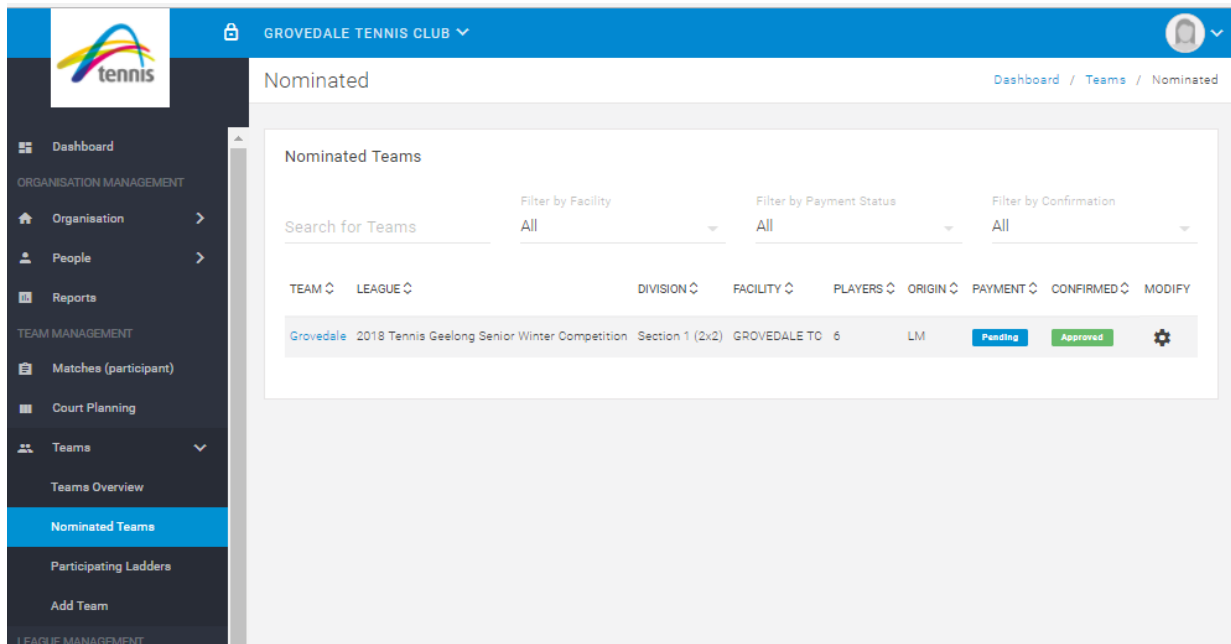 tennis
GROVEDALE TENNIS CLUB
Nominated
Dashboard / Teams / Nominated
Dashboard
ORGANISATION MANAGEMENT
Organisation
People
Reports
TEAM MANAGEMENT
Matches (participant)
Court Planning
Teams
Teams Overview
Nominated Teams
Participating Ladders
Add Team
LEAGUE MANAGEMENT
Nominated Teams
Search for Teams
Filter by Facility
All
Filter by Payment Status
All
Filter by Confirmation
All
TEAM LEAGUE DIVISION FACILITY PLAYERS ORIGIN PAYMENT CONFIRMED MODIFY
Grovedale 2018 Tennis Geelong Senior Winter Competition Section 1 (2x2) GROVEDALE TC 6 LM Pending Approved